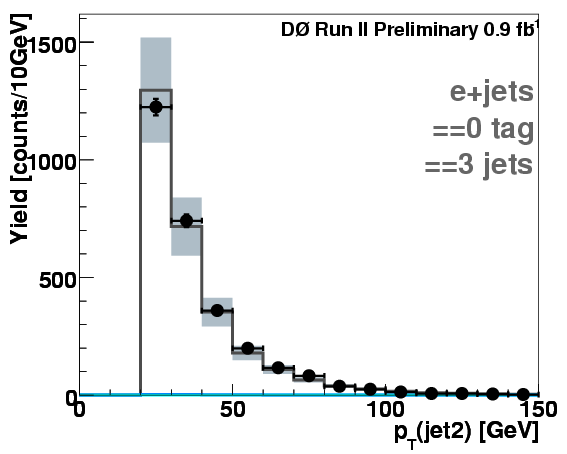 DØ Run II Preliminary 0.9 fb-1
e+jets
==0 tag
==3 jets
Yield [counts/10GeV]
1500
1000
500
0
0 50 100 150
pT(jet2) [GeV]